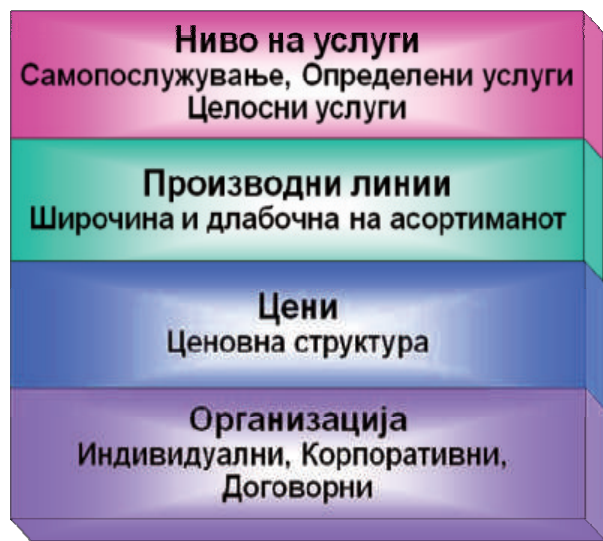 Ниво на услуги
Самопослужување, Определени услуги
Целосни услуги
Производни линии
Широчина и длабочна на асортиманот
Цени
Ценовна структура
Организација
Индивидуални, Корпоративни,
Договорни